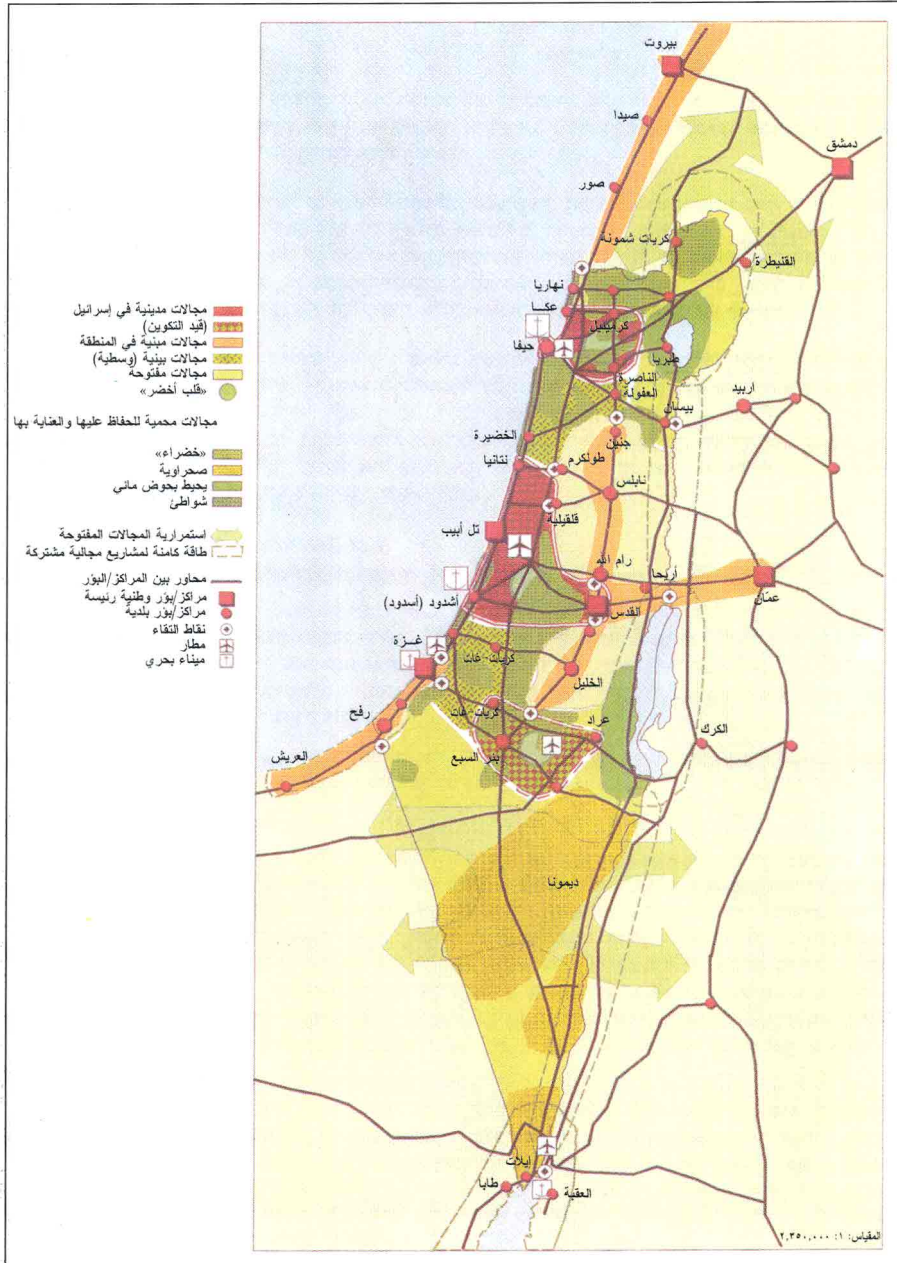 مجالات مدينية في إسرائيل
(قيد التكوين)
مجالات مبنية في المنطقة
مجالات بينية (وسطية)
مجالات مفتوحة
«قلب أخضر»
مجالات محمية للحفاظ عليها والعناية بها
«خضراء»
صحراوية
يحيط بحوض مائي
شواطئ
استمرارية المجالات المفتوحة
طاقة كامنة لمشاريع مجالية مشتركة
محاور بين المراكز/البؤر
مراكز/بؤر وطنية رئيسة
مراكز/بؤر بلدية
نقاط التقاء
مطار
ميناء بحري
بيروت
صيدا
دمشق
صور
كريات شمونة
القنيطرة
نهاريا
عكا
كرميئيل
حيفا
طبريا
الناصرة
العفولة
اربيد
بيسان
الخضيرة
جنين
نتانيا
طولكرم
نابلس
قلقيلية
تل أبيب
رام الله
أريحا
عمّان
أشدود (أسدود)
القدس
غزة
كريات-غات
الخليل
رفح
كريات-غات
عراد
الكرك
بئر السبع
العريش
ديمونا
إيلات
طابا
العقبة
المقياس: ١: ٢,٣٥٠,٠٠٠